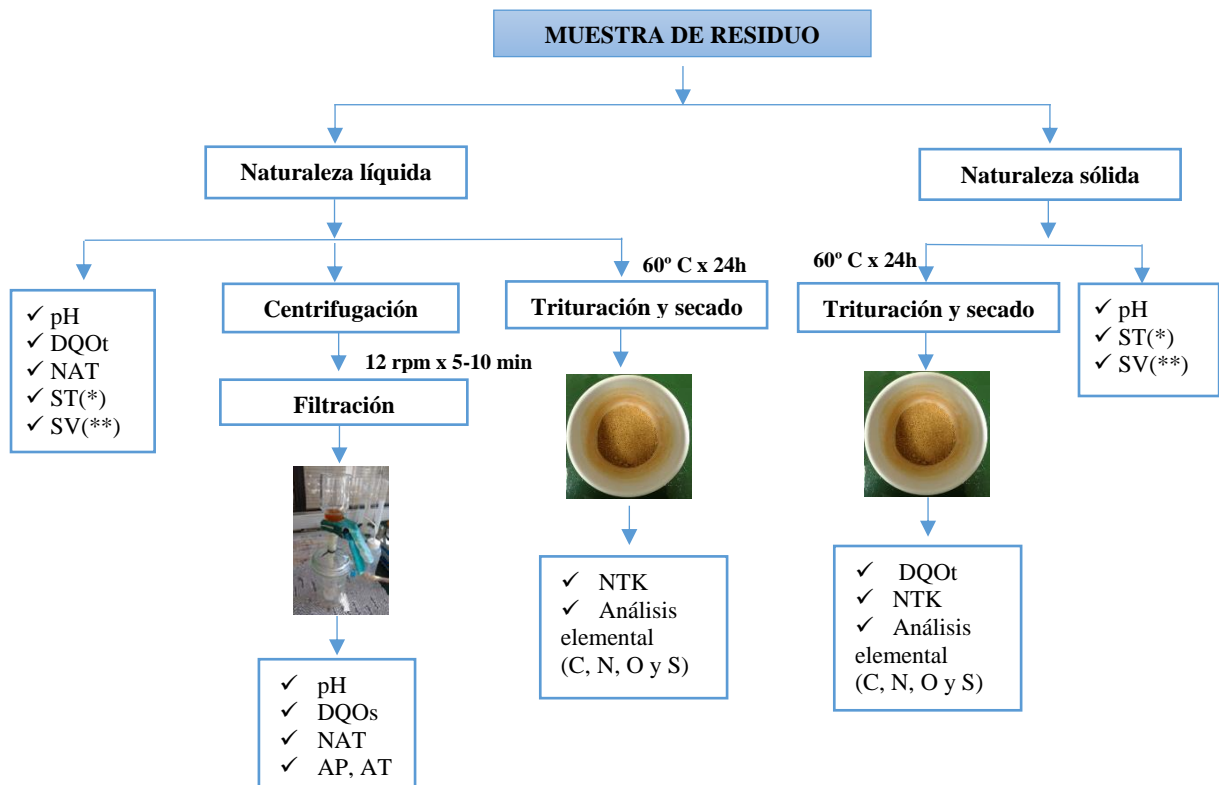 MUESTRA DE RESIDUO
Naturaleza líquida
Naturaleza sólida
60º C x 24h
60º C x 24h
✓ pH
✓ DQOt
✓ NAT
✓ ST(*)
✓ SV(**)
Centrifugación
Trituración y secado
Trituración y secado
✓ pH
✓ ST(*)
✓ SV(**)
12 rpm x 5-10 min
Filtración
✓ NTK
✓ Análisis
elemental
(C, N, O y S)
✓ DQOt
✓ NTK
✓ Análisis
elemental
(C, N, O y S)
✓ pH
✓ DQOs
✓ NAT
✓ AP, AT